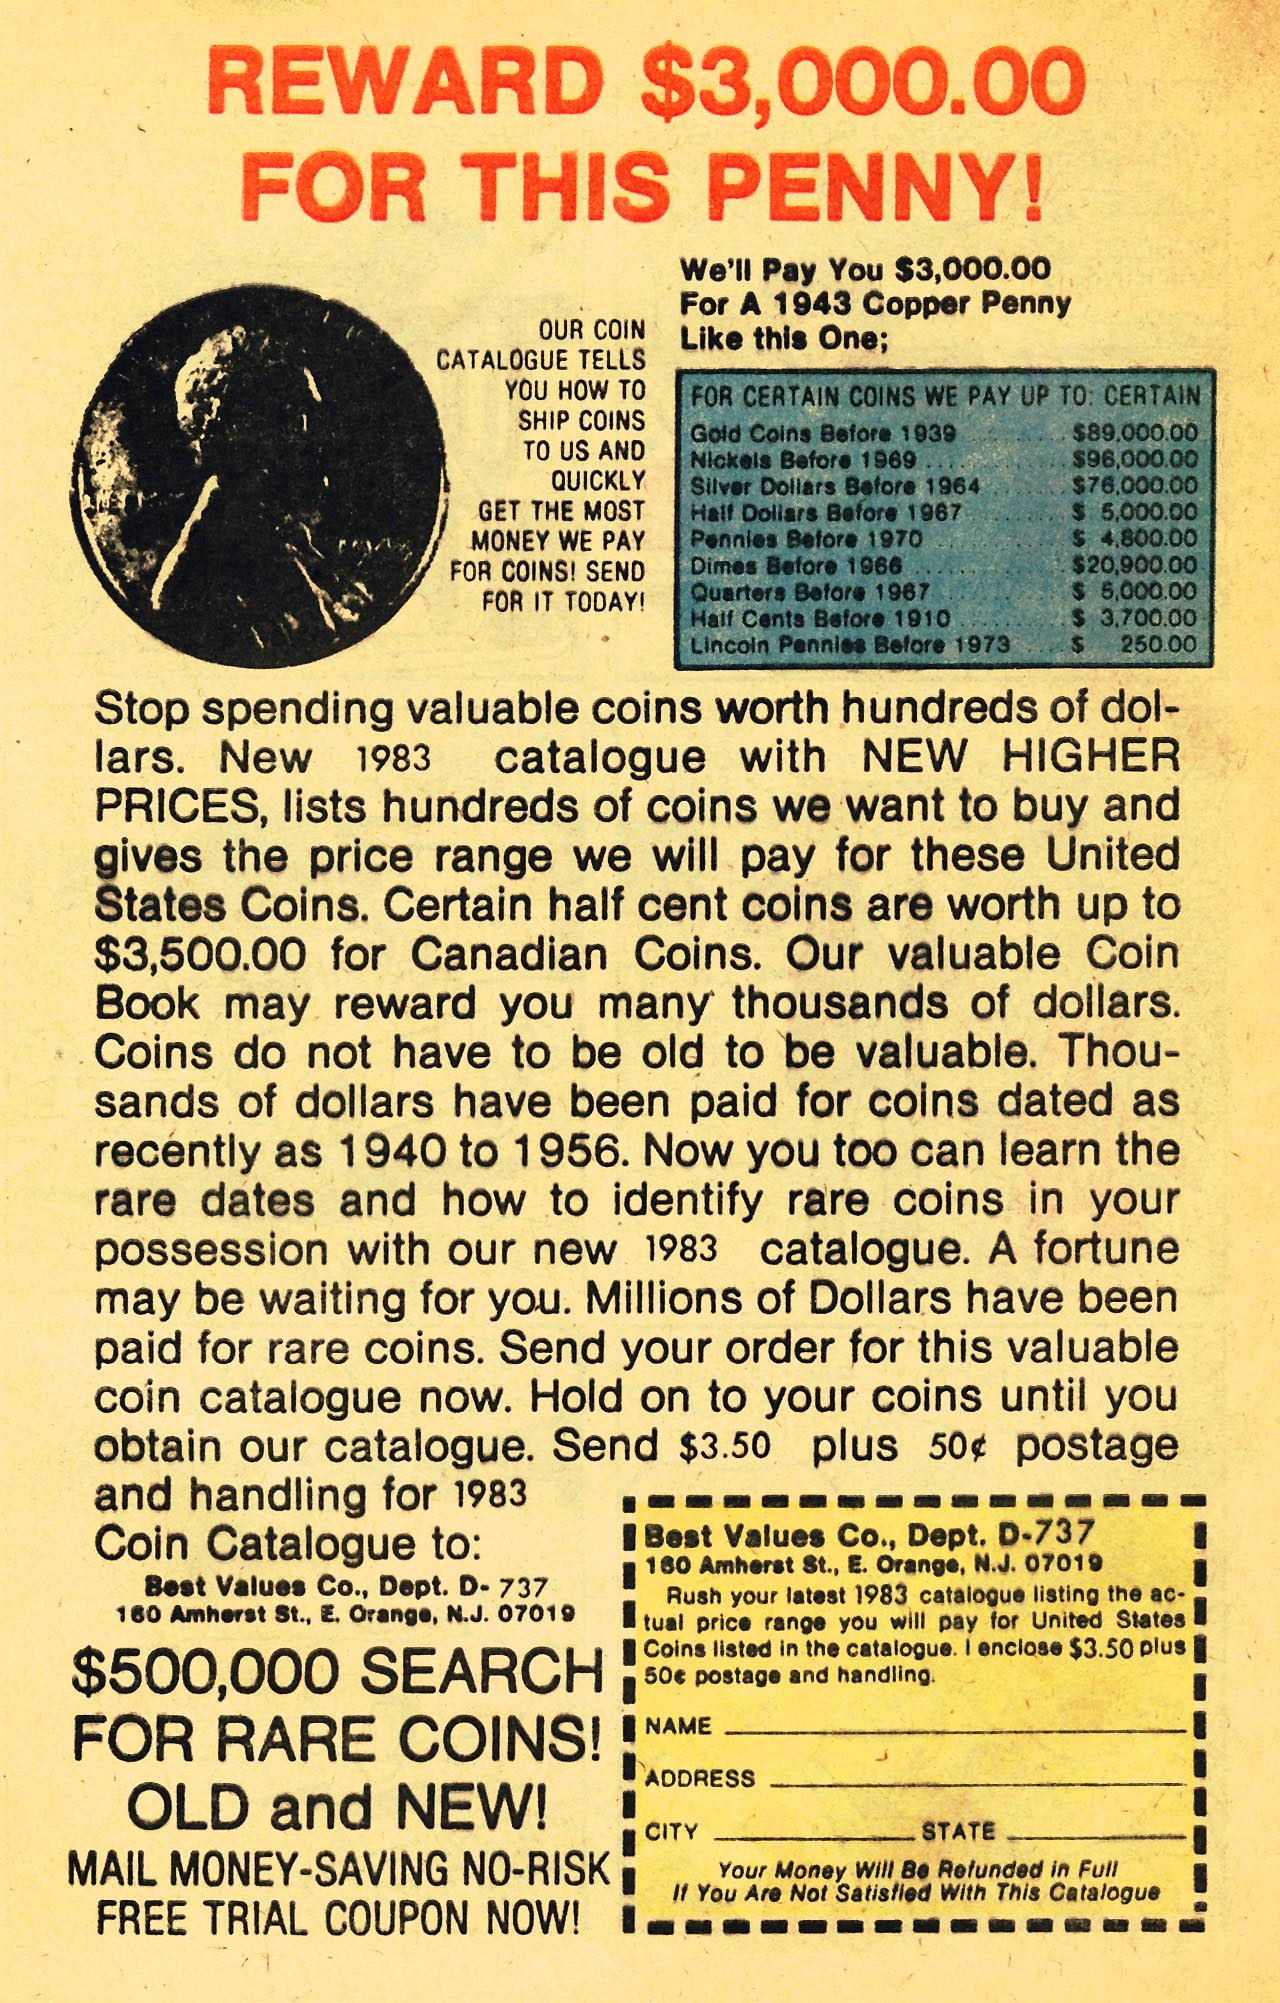 REWARD $3,000.00
FOR THIS PENNY!
OUR COIN
CATALOGUE TELLS
YOU HOW TO
SHIP COINS
TO US AND
QUICKLY
GET THE MOST
MONEY WE PAY
FOR COINS! SEND
FOR IT TODAY!
We'll Pay You $3,000.00
For A 1943 Copper Penny
Like this One;
FOR CERTAIN COINS WE PAY UP TO: CERTAIN
Gold Coins Before 1939 .......... $89,000.00
Nickels Before 1969 .............. $96,000.00
Silver Dollars Before 1964 ....... $76,000.00
Half Dollars Before 1967 ......... $ 5,000.00
Pennies Before 1970 ............. $ 4,800.00
Dimes Before 1966 ............... $20,900.00
Quarters Before 1967 ............ $ 5,000.00
Half Cents Before 1910 .......... $ 3,700.00
Lincoln Pennies Before 1973 ..... $ 250.00
Stop spending valuable coins worth hundreds of dol-
lars. New 1983 catalogue with NEW HIGHER
PRICES, lists hundreds of coins we want to buy and
gives the price range we will pay for these United
States Coins. Certain half cent coins are worth up to
$3,500.00 for Canadian Coins. Our valuable Coin
Book may reward you many thousands of dollars.
Coins do not have to be old to be valuable. Thou-
sands of dollars have been paid for coins dated as
recently as 1940 to 1956. Now you too can learn the
rare dates and how to identify rare coins in your
possession with our new 1983 catalogue. A fortune
may be waiting for you. Millions of Dollars have been
paid for rare coins. Send your order for this valuable
coin catalogue now. Hold on to your coins until you
obtain our catalogue. Send $3.50 plus 50¢ postage
and handling for 1983
Coin Catalogue to:
Best Values Co., Dept. D- 737
160 Amherst St., E. Orange, N.J. 07019
$500,000 SEARCH
FOR RARE COINS!
OLD and NEW!
MAIL MONEY-SAVING NO-RISK
FREE TRIAL COUPON NOW!
Best Values Co., Dept. D-737
160 Amherst St., E. Orange, N.J. 07019
Rush your latest 1983 catalogue listing the ac-
tual price range you will pay for United States
Coins listed in the catalogue. I enclose $3.50 plus
50¢ postage and handling.
NAME
ADDRESS
CITY STATE
Your Money Will Be Refunded in Full
If You Are Not Satisfied With This Catalogue